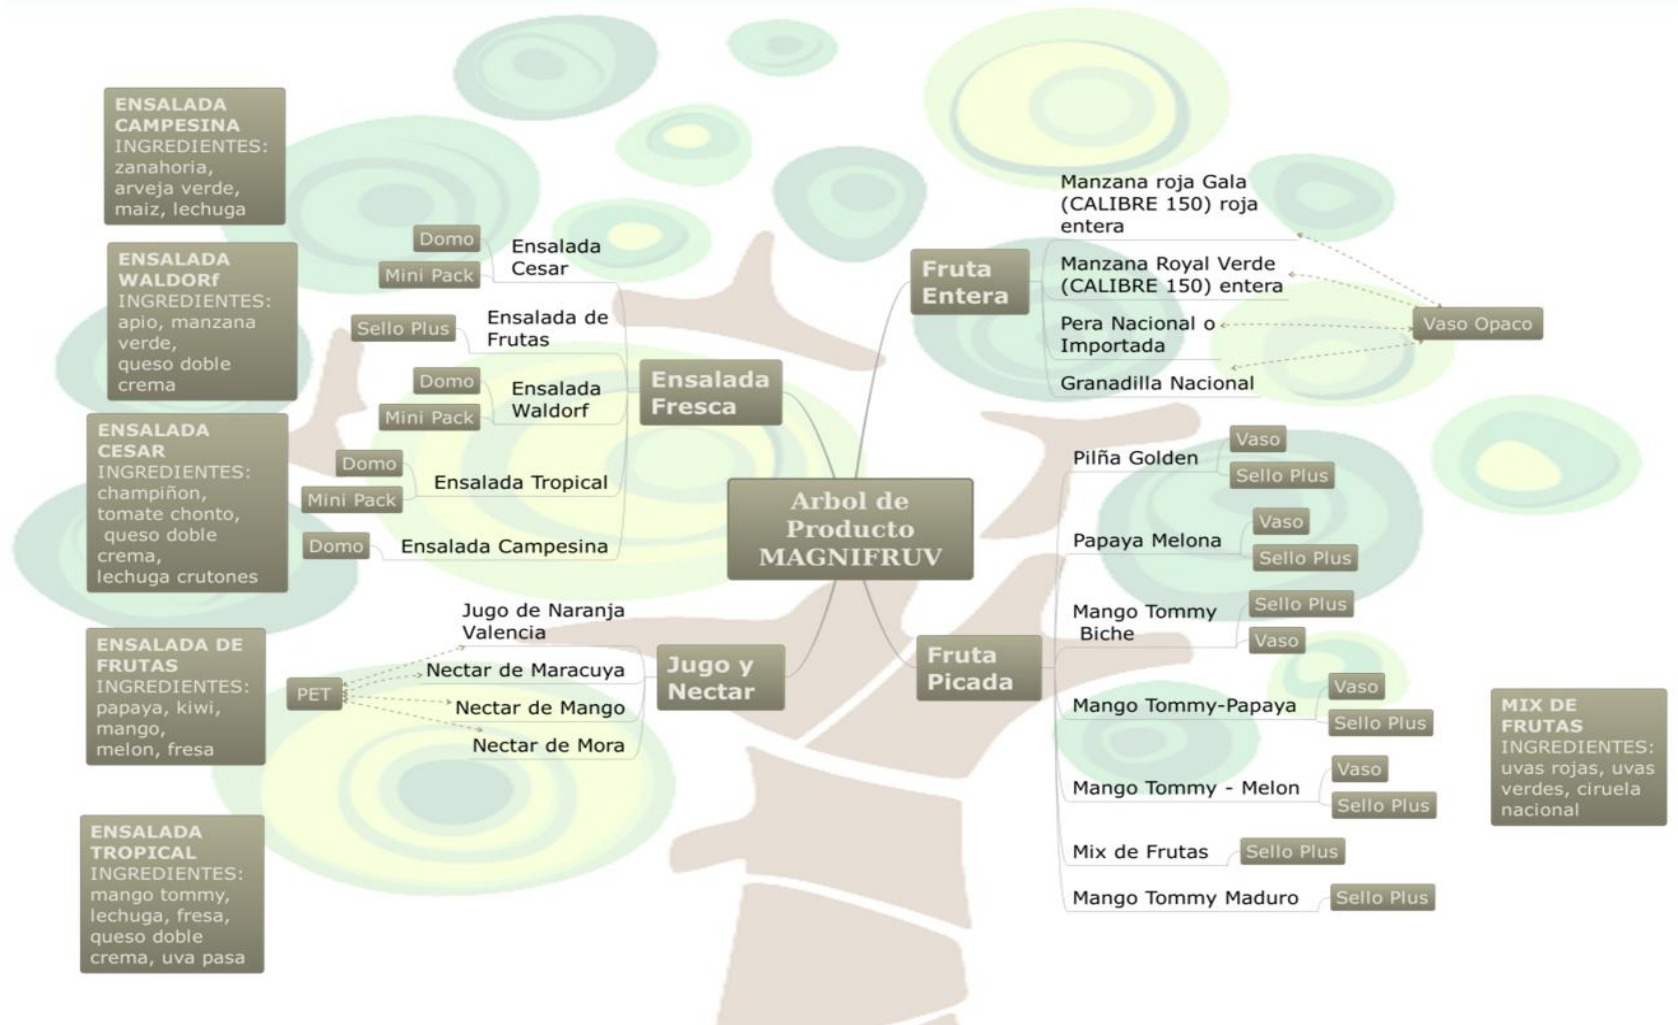 ENSALADA
CAMPESINA
INGREDIENTES:
zanahoria,
arveja verde,
maiz, lechuga
ENSALADA
WALDORf
INGREDIENTES:
apio, manzana
verde,
queso doble
crema
ENSALADA
CESAR
INGREDIENTES:
champiñon,
tomate chonto,
queso doble
crema,
lechuga crutones
ENSALADA DE
FRUTAS
INGREDIENTES:
papaya, kiwi,
mango,
melon, fresa
ENSALADA
TROPICAL
INGREDIENTES:
mango tommy,
lechuga, fresa,
queso doble
crema, uva pasa
Domo
Mini Pack
Ensalada
Cesar
Sello Plus
Ensalada de
Frutas
Domo
Mini Pack
Ensalada
Waldorf
Domo
Mini Pack
Ensalada Tropical
Domo
Ensalada Campesina
Ensalada
Fresca
Jugo de Naranja
Valencia
Nectar de Maracuya
Nectar de Mango
Nectar de Mora
PET
Jugo y
Nectar
Arbol de
Producto
MAGNIFRUV
Fruta
Entera
Manzana roja Gala
(CALIBRE 150) roja
entera
Manzana Royal Verde
(CALIBRE 150) entera
Pera Nacional o
Importada
Granadilla Nacional
Vaso Opaco
Fruta
Picada
Pilña Golden
Vaso
Sello Plus
Papaya Melona
Vaso
Sello Plus
Mango Tommy
Biche
Sello Plus
Vaso
Mango Tommy-Papaya
Vaso
Sello Plus
Mango Tommy - Melon
Vaso
Sello Plus
Mix de Frutas
Sello Plus
Mango Tommy Maduro
Sello Plus
MIX DE
FRUTAS
INGREDIENTES:
uvas rojas, uvas
verdes, ciruela
nacional